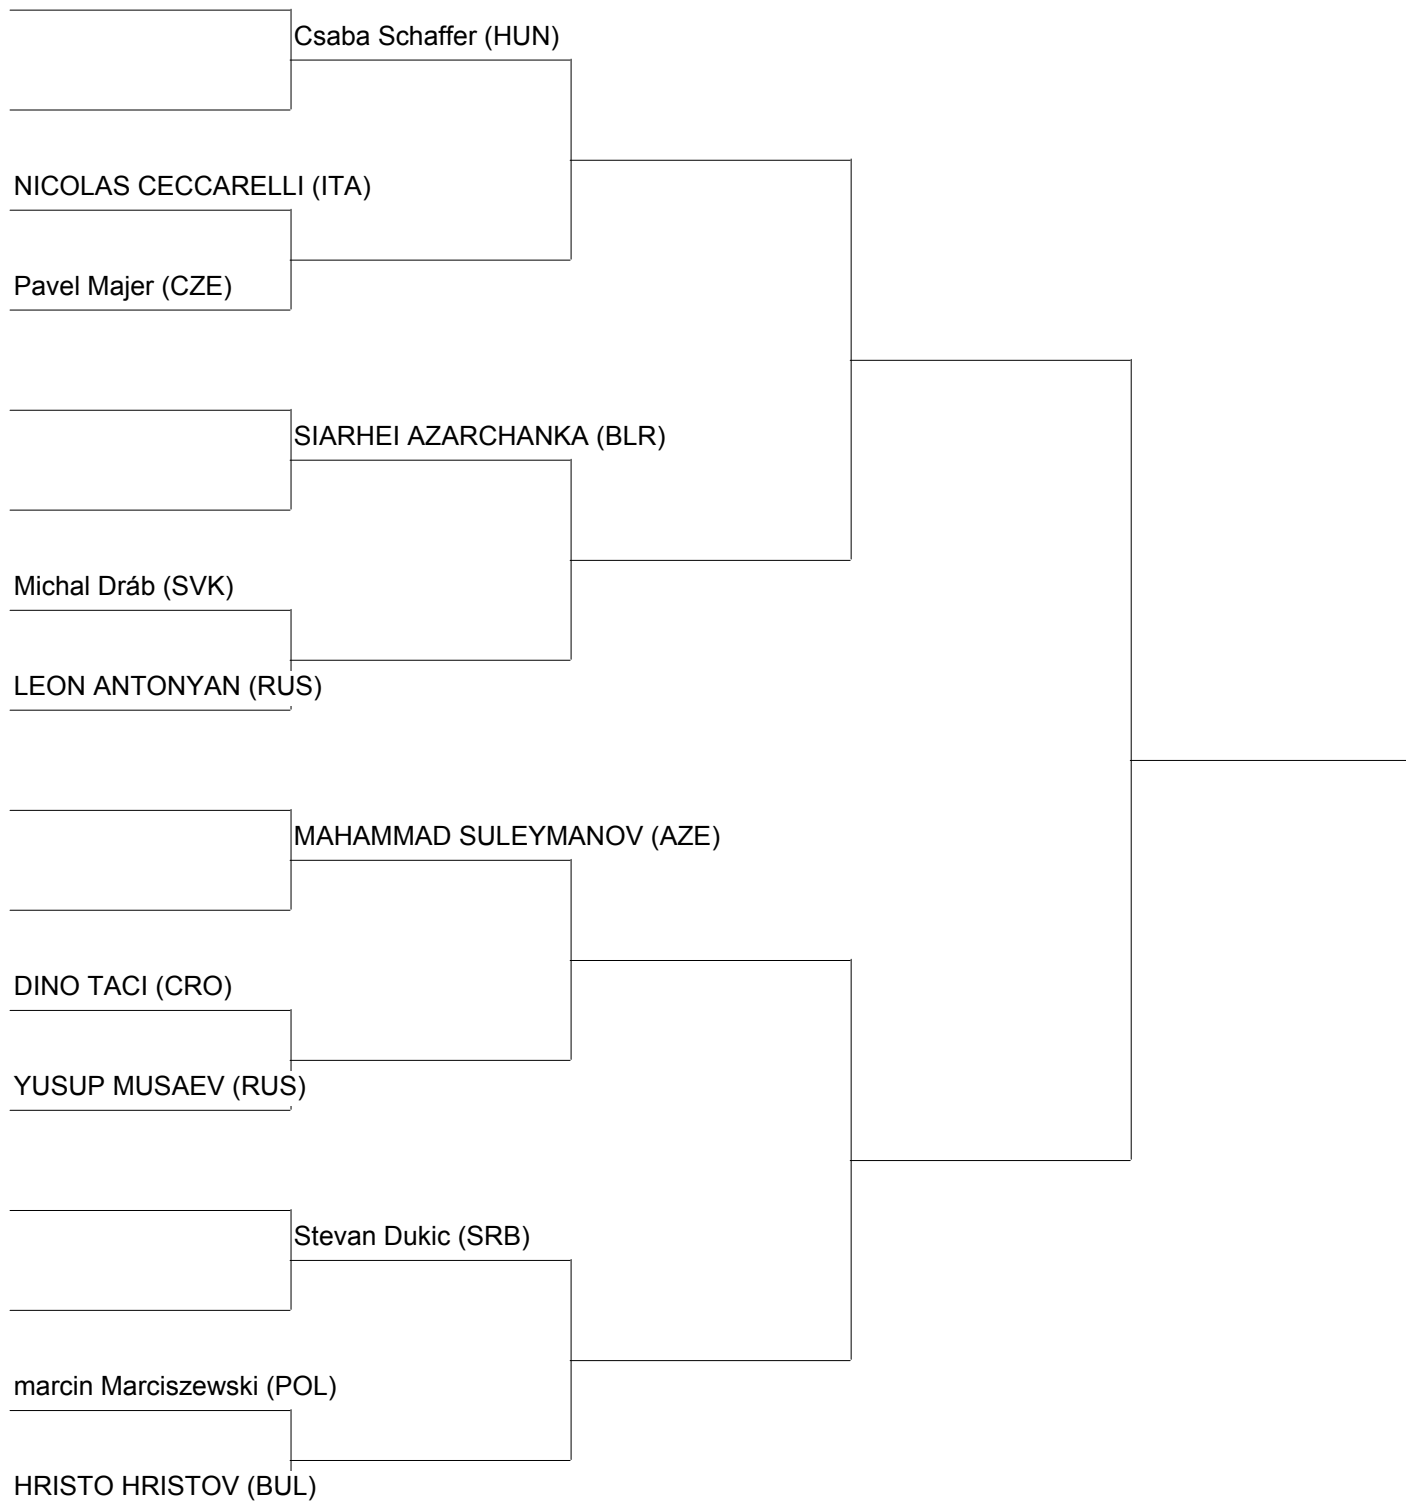 Csaba Schaffer (HUN)
NICOLAS CECCARELLI (ITA)
Pavel Majer (CZE)
SIARHEI AZARCHANKA (BLR)
Michal Dráb (SVK)
LEON ANTONYAN (RUS)
MAHAMMAD SULEYMANOV (AZE)
DINO TACI (CRO)
YUSUP MUSAEV (RUS)
Stevan Dukic (SRB)
marcin Marciszewski (POL)
HRISTO HRISTOV (BUL)